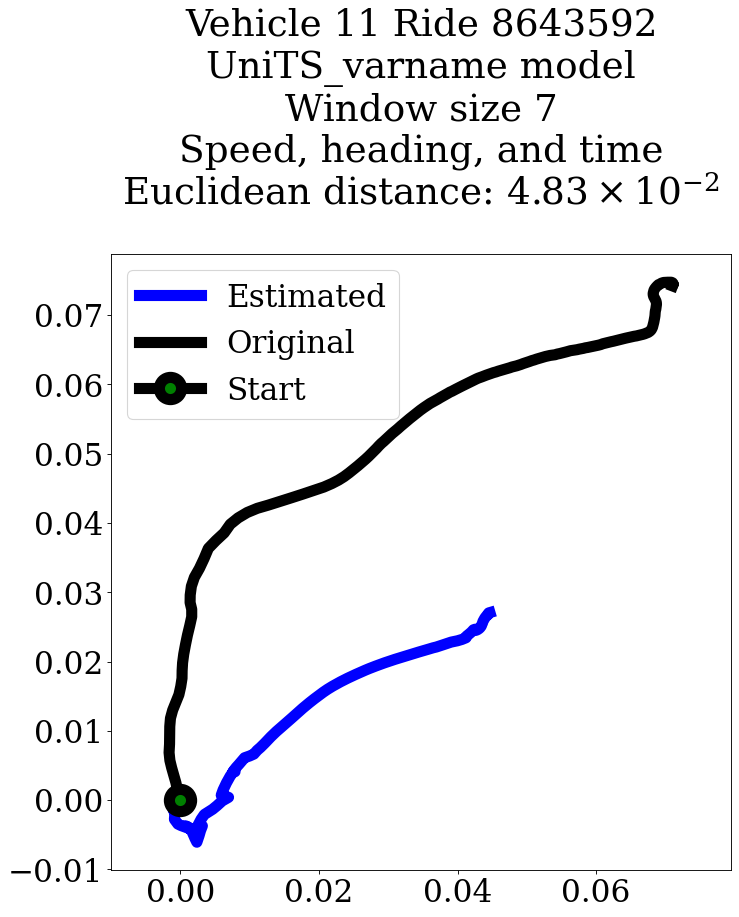 Vehicle 11 Ride 8643592
UniTS_varname model
Window size 7
Speed, heading, and time
Euclidean distance: 4.83 × 10⁻²
Estimated
Original
Start
0.07
0.06
0.05
0.04
0.03
0.02
0.01
0.00
−0.01
0.00 0.02 0.04 0.06